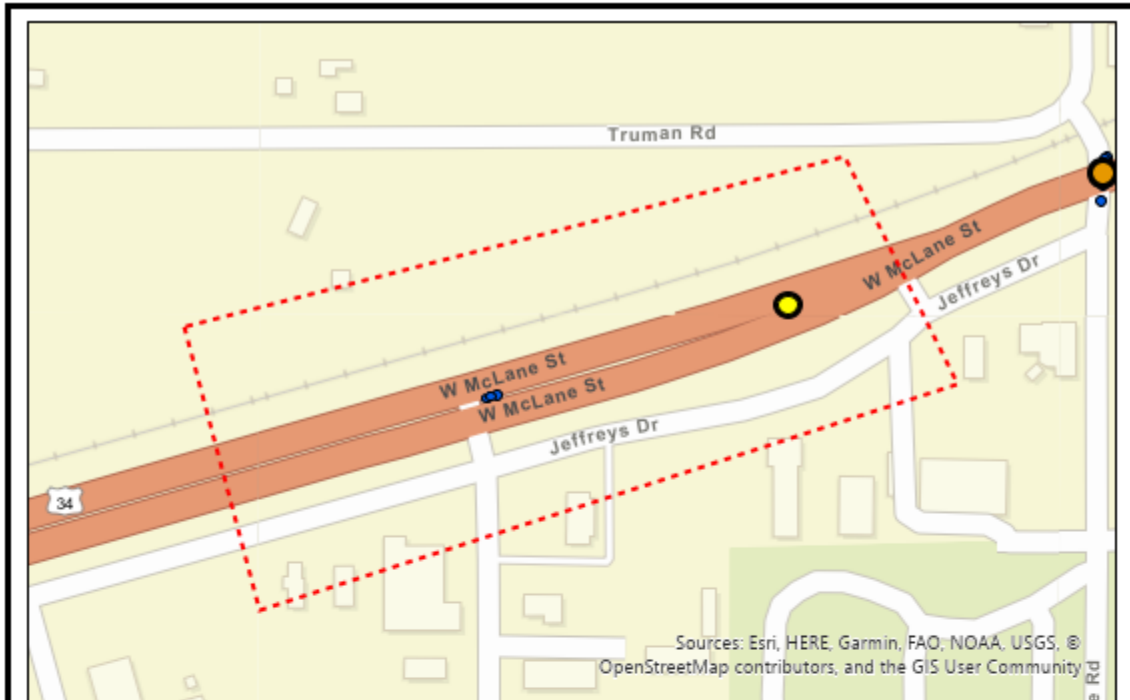 Truman Rd
W McLane St
Jeffreys Dr
W McLane St
W McLane St
Jeffreys Dr
34
Sources: Esri, HERE, Garmin, FAO, NOAA, USGS, ©
OpenStreetMap contributors, and the GIS User Community
e Rd